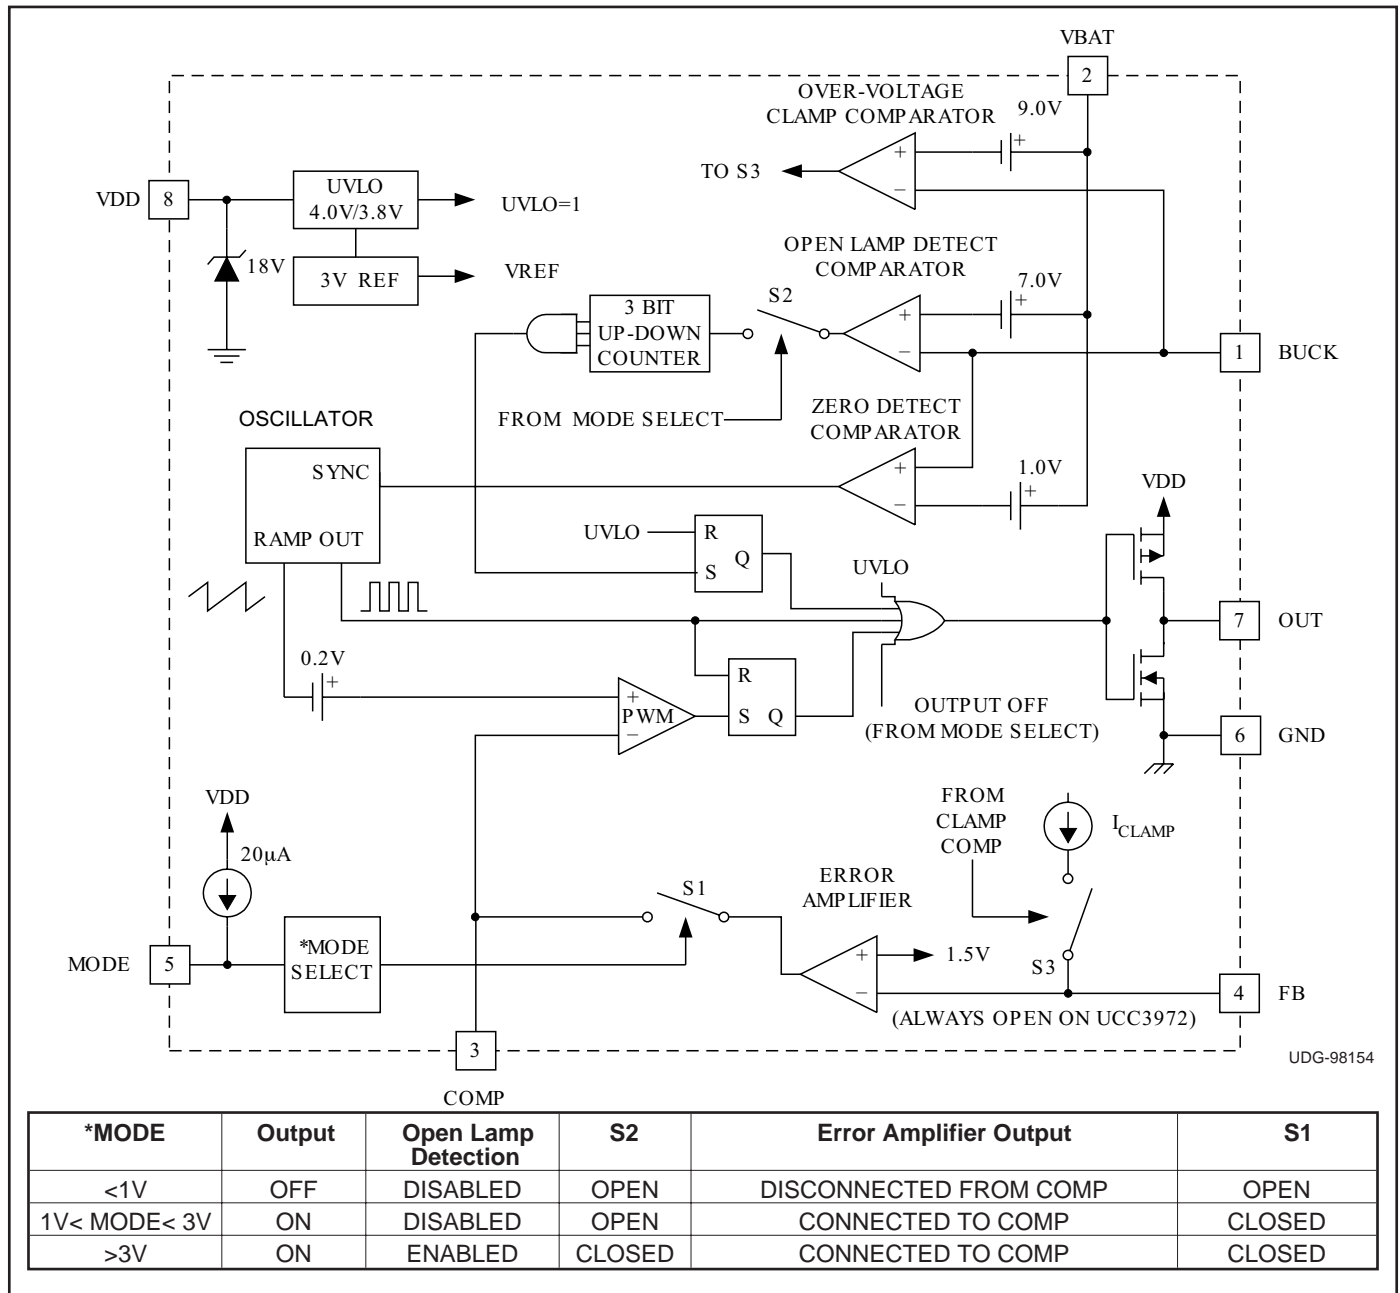 VBAT
2
OVER-VOLTAGE
CLAMP COMPARATOR
9.0V
+
+
−
TO S3
VDD
8
UVLO
4.0V/3.8V
UVLO=1
18V
3V REF
VREF
OPEN LAMP DETECT
COMPARATOR
7.0V
+
+
−
S2
3 BIT
UP-DOWN
COUNTER
1
BUCK
FROM MODE SELECT
ZERO DETECT
COMPARATOR
1.0V
+
+
−
OSCILLATOR
SYNC
RAMP OUT
VDD
UVLO
R
S
Q
UVLO
7
OUT
0.2V
+
+
PWM
−
R
S Q
OUTPUT OFF
(FROM MODE SELECT)
6
GND
VDD
20µA
FROM
CLAMP
COMP
I CLAMP
S1
ERROR
AMPLIFIER
MODE
5
*MODE
SELECT
+
−
1.5V
S3
4
FB
(ALWAYS OPEN ON UCC3972)
3
COMP
UDG-98154
*MODE Output Open Lamp Detection S2 Error Amplifier Output S1
<1V OFF DISABLED OPEN DISCONNECTED FROM COMP OPEN
1V< MODE< 3V ON DISABLED OPEN CONNECTED TO COMP CLOSED
>3V ON ENABLED CLOSED CONNECTED TO COMP CLOSED